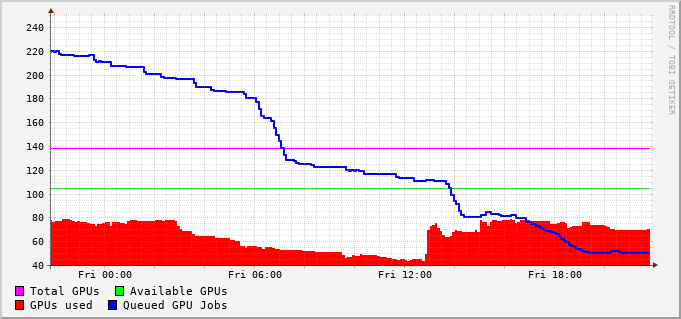 RRDTOOL / TOBI OETIKER
240
220
200
180
160
140
120
100
80
60
40
Fri 00:00 Fri 06:00 Fri 12:00 Fri 18:00
Total GPUs Available GPUs
GPUs used Queued GPU Jobs